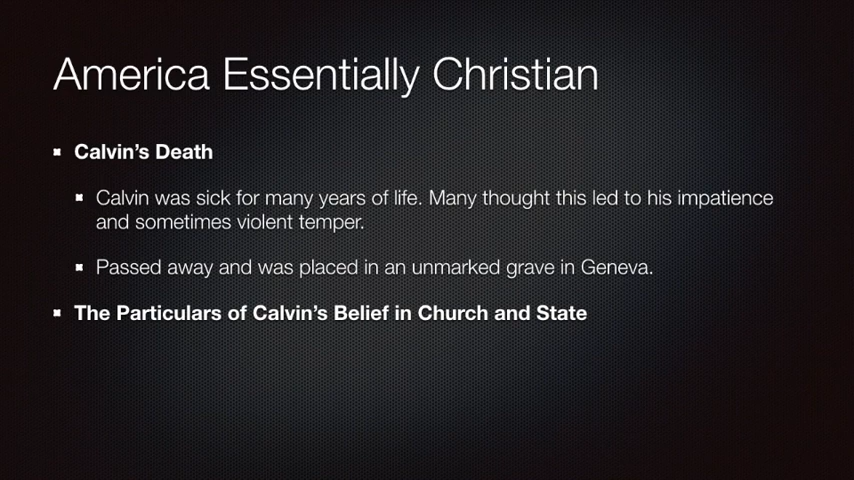 America Essentially Christian
Calvin’s Death
Calvin was sick for many years of life. Many thought this led to his impatience
and sometimes violent temper.
Passed away and was placed in an unmarked grave in Geneva.
The Particulars of Calvin’s Belief in Church and State